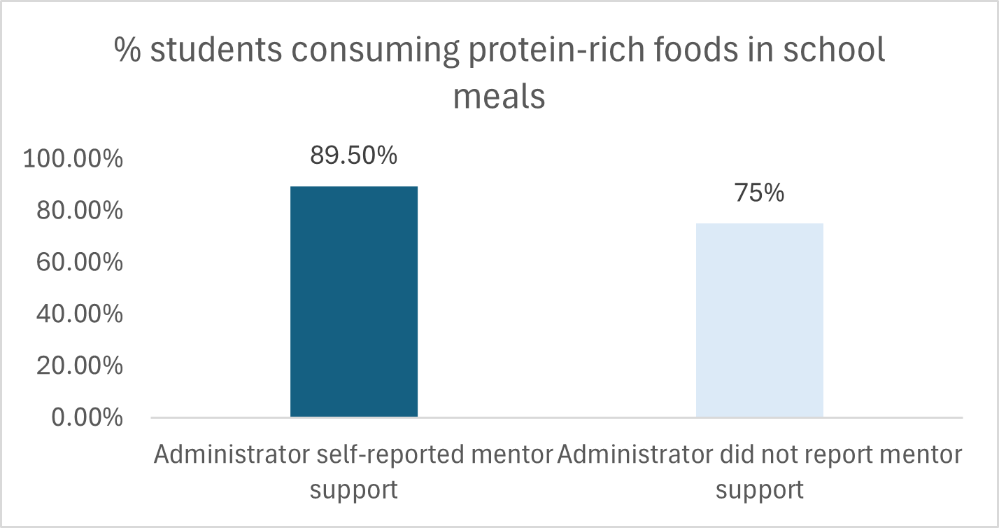 % students consuming protein-rich foods in school
meals
100.00%
80.00%
60.00%
40.00%
20.00%
0.00%
89.50%
75%
Administrator self-reported mentor
support
Administrator did not report mentor
support